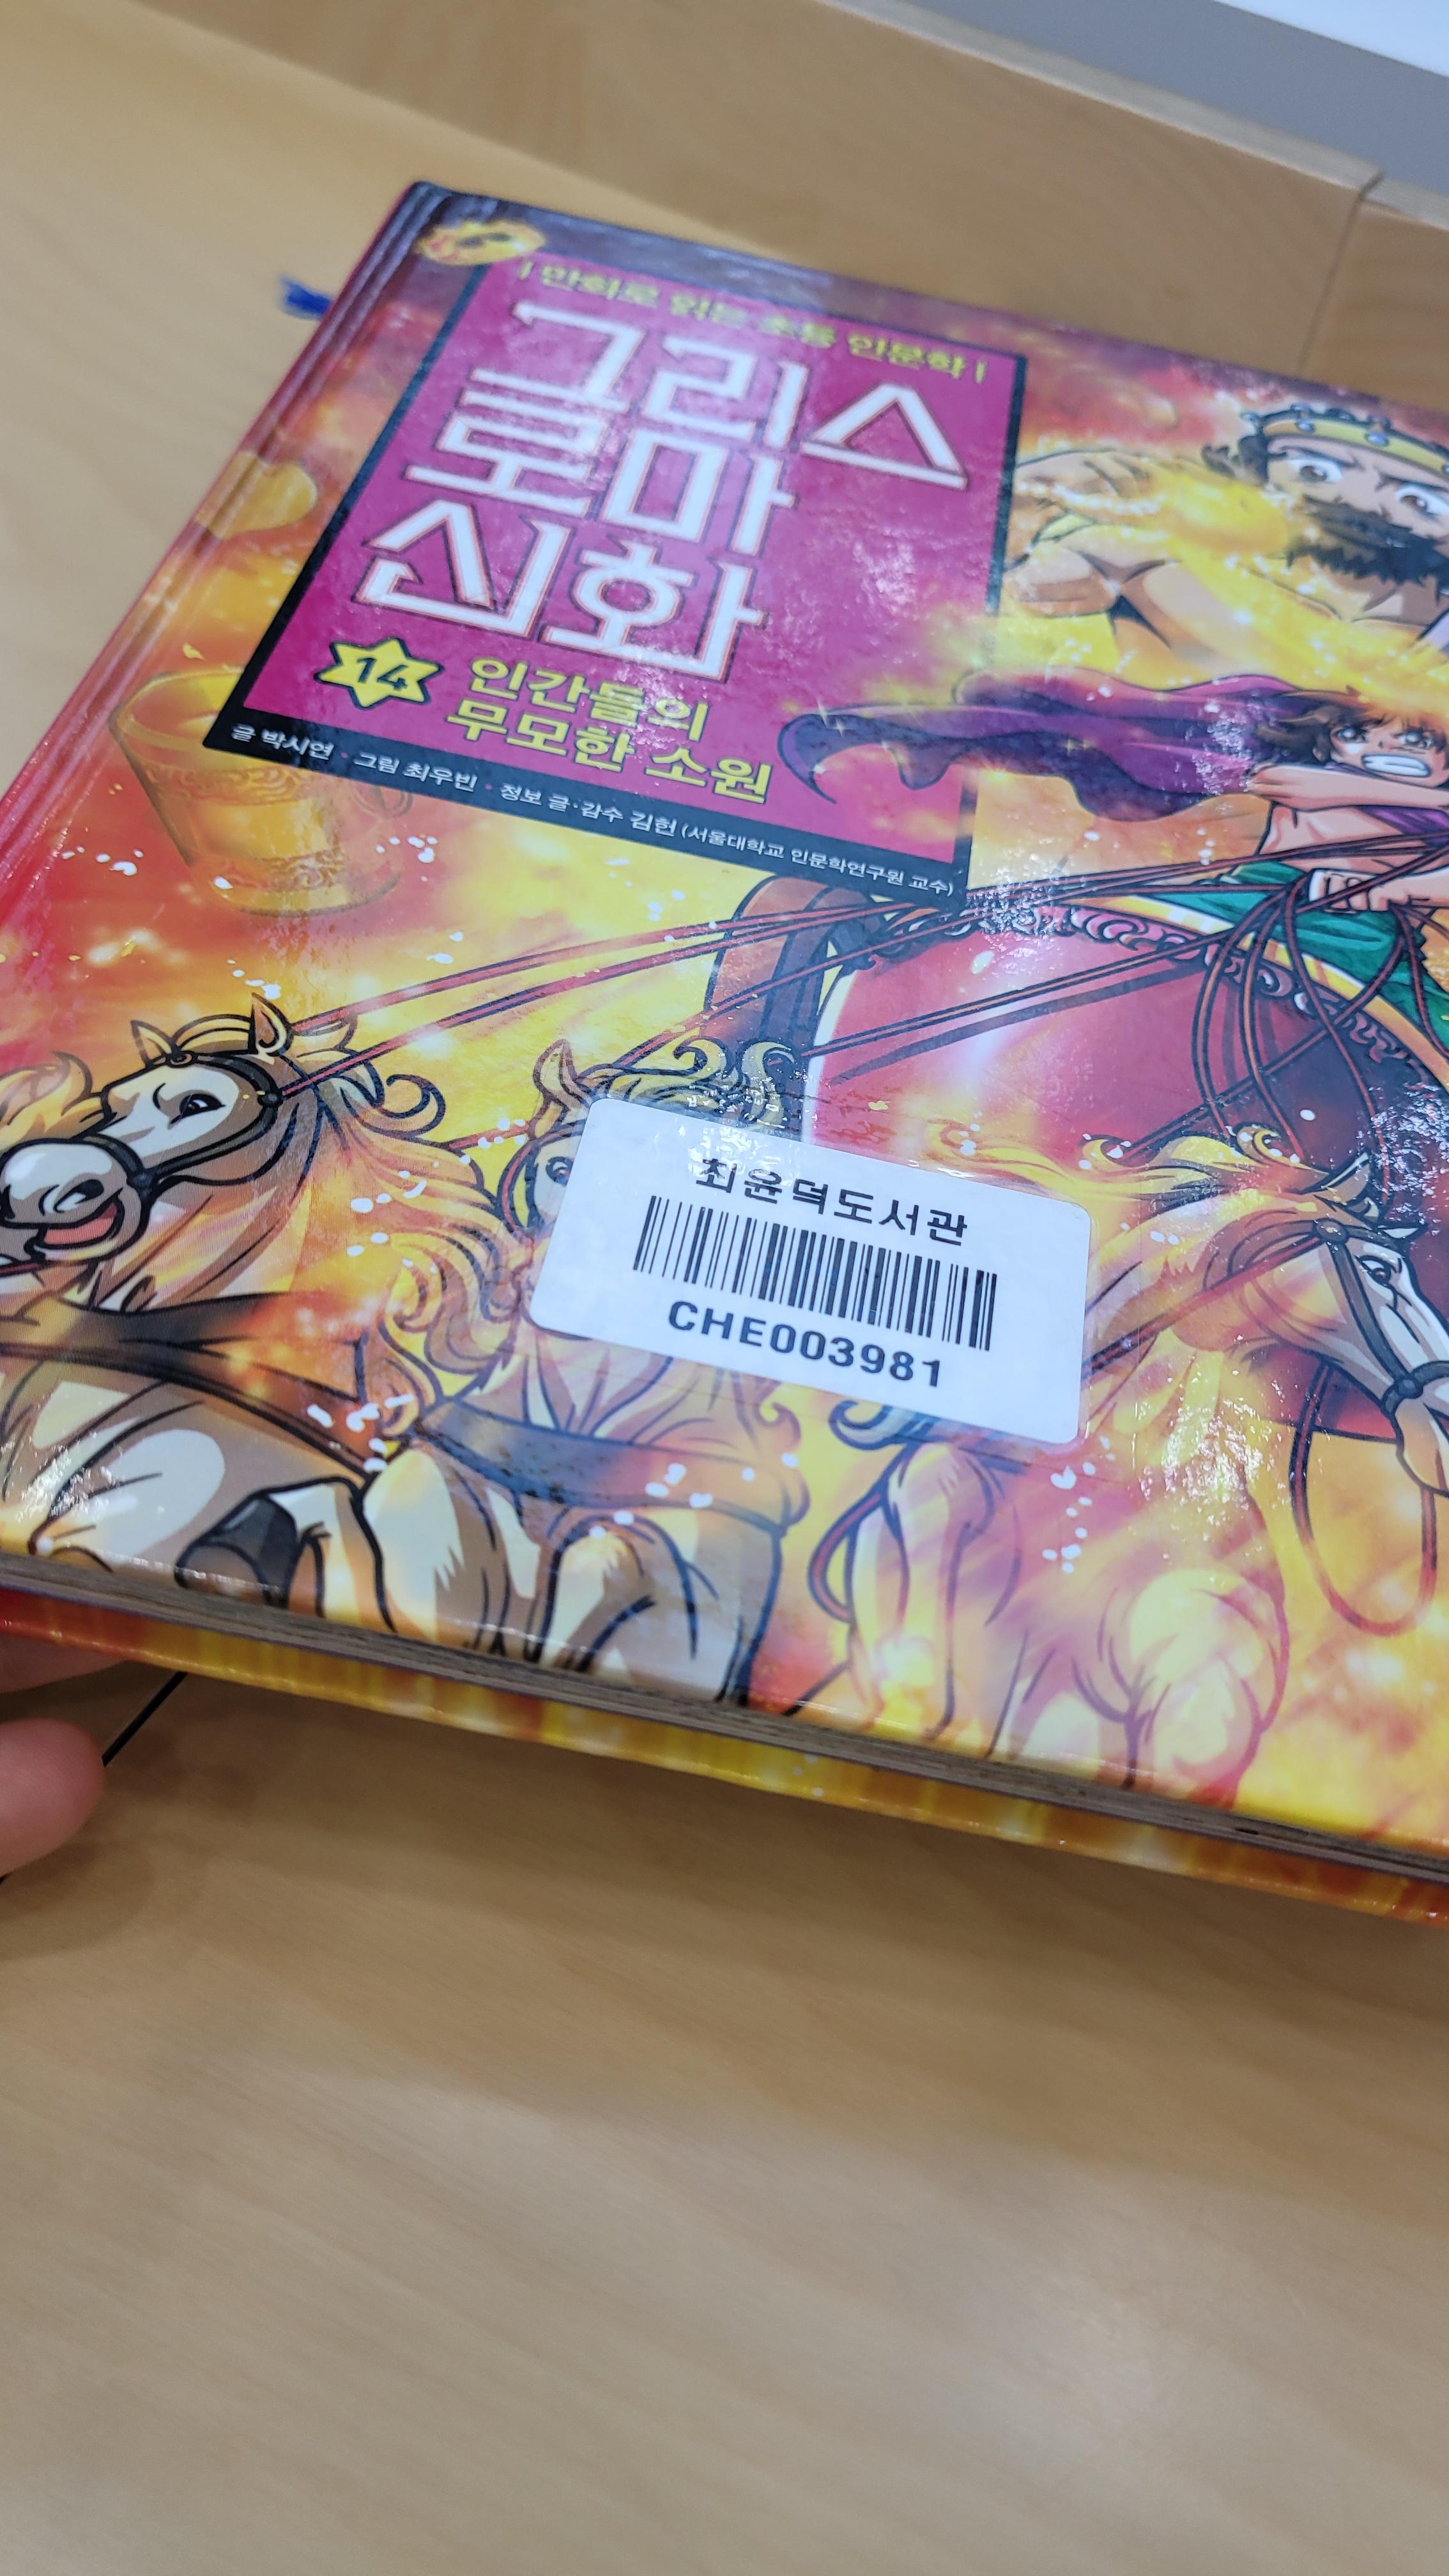 | 만화로 읽는 초등 인문학 |
그리스
로마
신화
14
인간들의
무모한 소원
글 박시연 · 그림 최우빈 · 정보 글·감수 김헌 (서울대학교 인문학연구원 교수)
최윤덕도서관
CHE003981